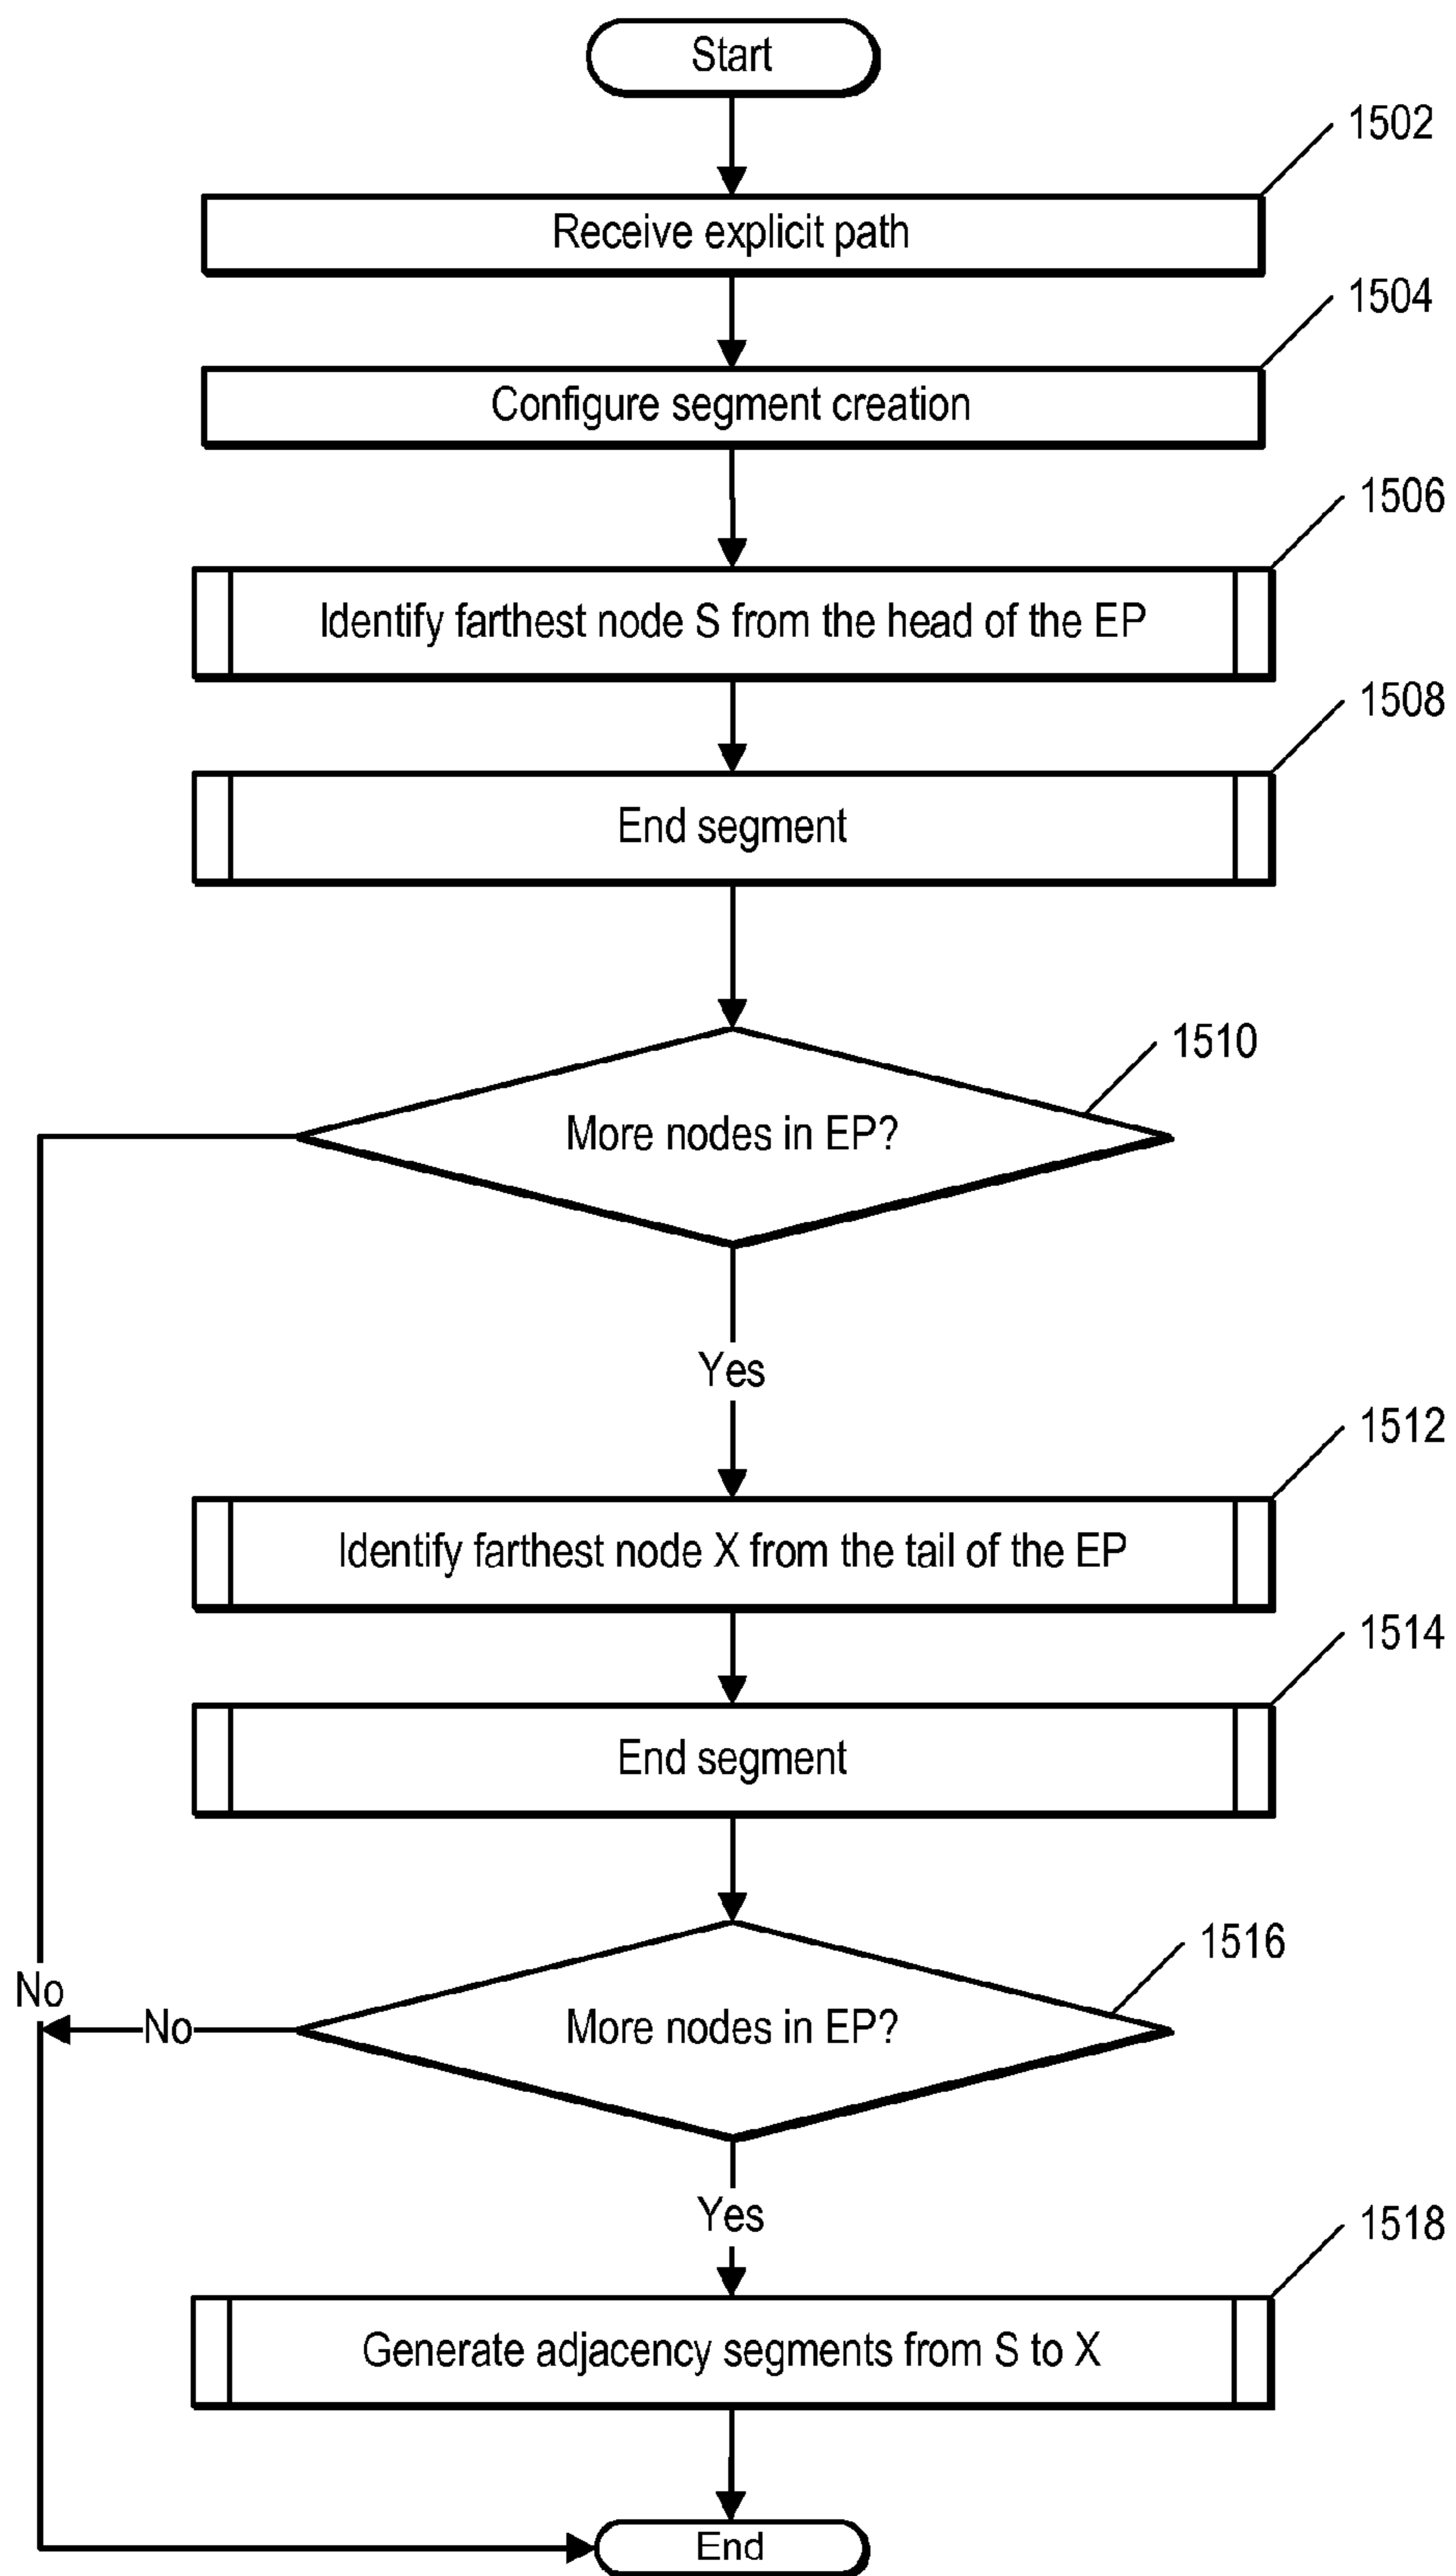 Start
1502
Receive explicit path
1504
Configure segment creation
1506
Identify farthest node S from the head of the EP
1508
End segment
1510
More nodes in EP?
Yes
1512
Identify farthest node X from the tail of the EP
1514
End segment
1516
No
No
More nodes in EP?
Yes
1518
Generate adjacency segments from S to X
End